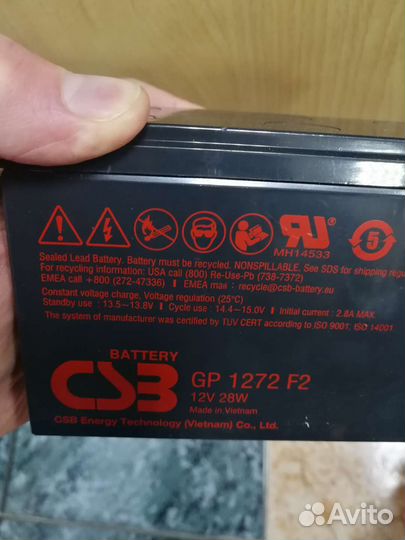 MH14533
5
Sealed Lead Battery. Battery must be recycled. NONSPILLABLE. See SDS for shipping regu
For recycling information: USA call (800) Re-Use-Pb (738-7372)
EMEA call +800 (272-47336) EMEA mail : recycle@csb-battery.eu
Constant voltage charge, Voltage regulation (25°C)
Standby use : 13.5~13.8V Cycle use : 14.4~15.0V Initial current : 2.8A MAX.
The system of manufacture was certified by TUV CERT according to ISO 9001, ISO 14001
BATTERY
CSB GP 1272 F2
12V 28W
Made in Vietnam
CSB Energy Technology (Vietnam) Co., Ltd.
Avito